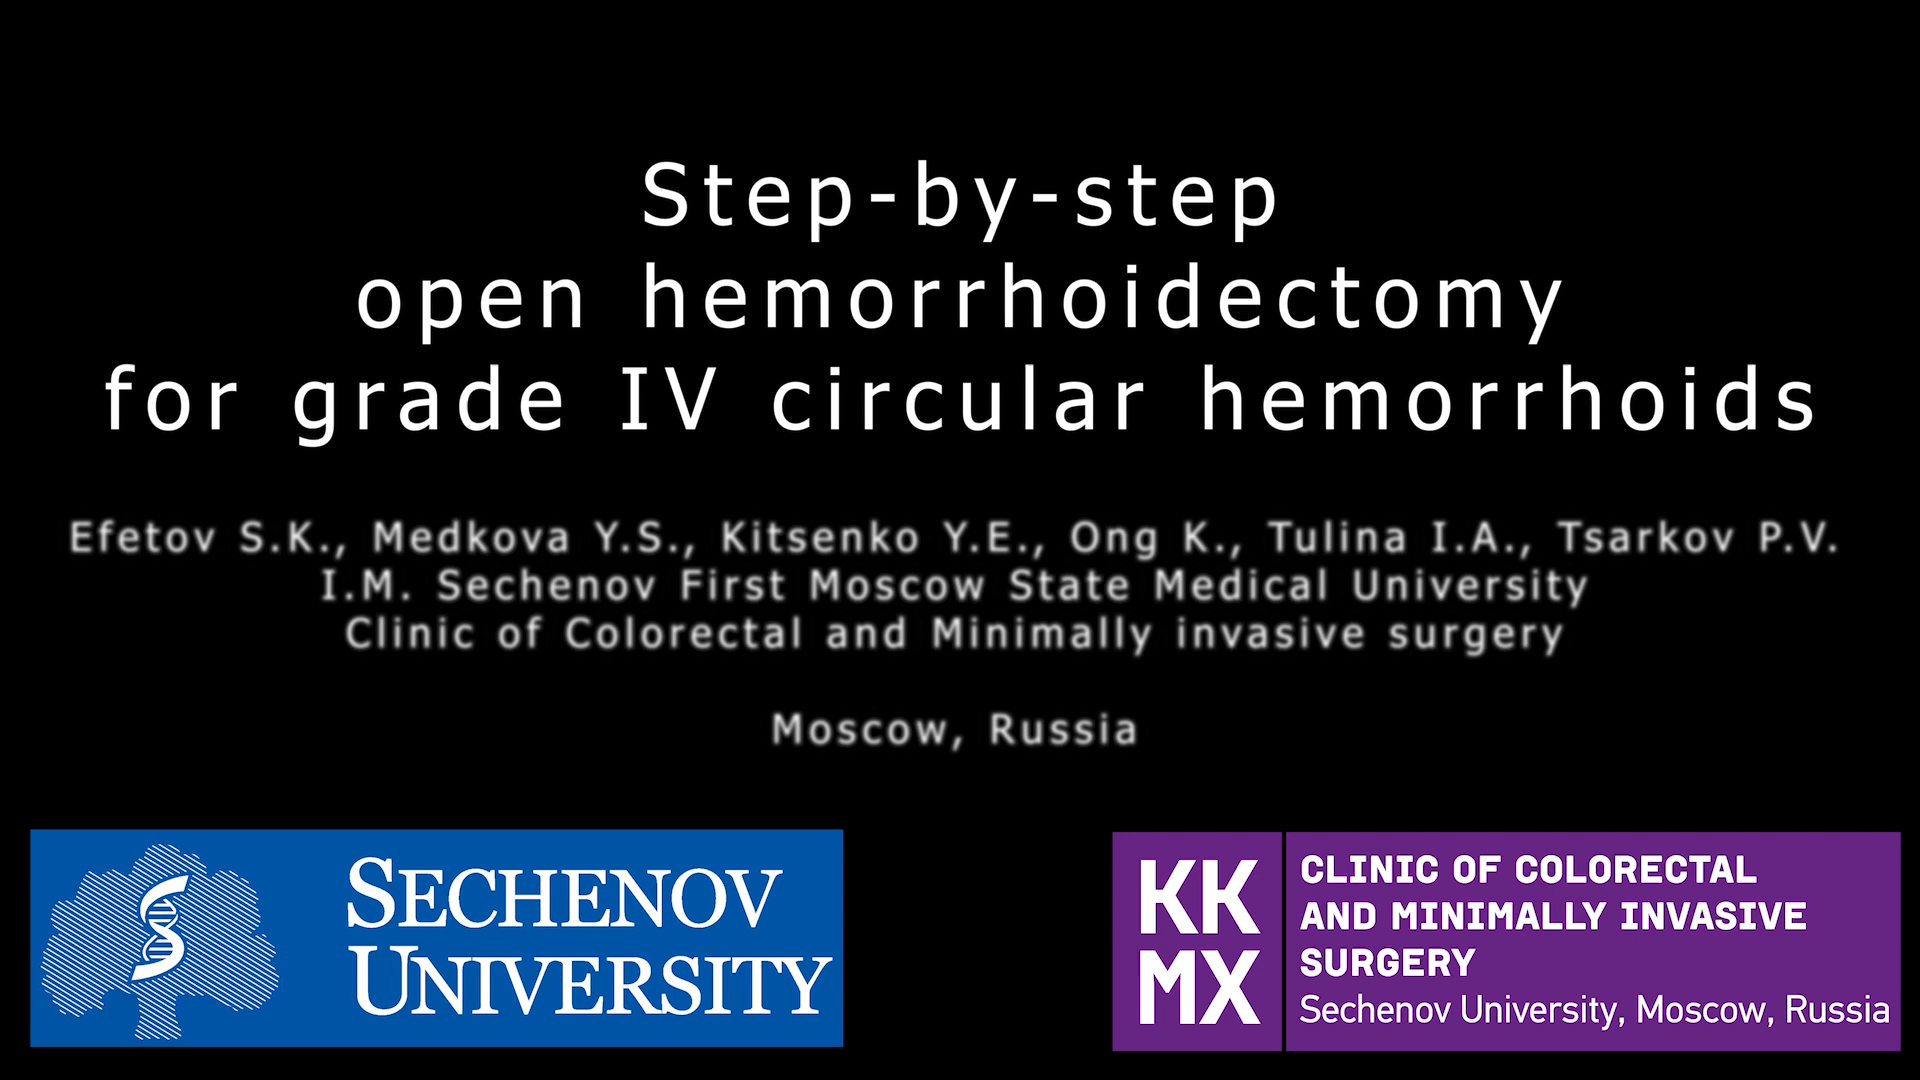 Step-by-step
open hemorrhoidectomy
for grade IV circular hemorrhoids
Efetov S.K., Medkova Y.S., Kitsenko Y.E., Ong K., Tulina I.A., Tsarkov P.V.
I.M. Sechenov First Moscow State Medical University
Clinic of Colorectal and Minimally invasive surgery
Moscow, Russia
SECHENOV
UNIVERSITY
KK
MX
CLINIC OF COLORECTAL
AND MINIMALLY INVASIVE
SURGERY
Sechenov University, Moscow, Russia